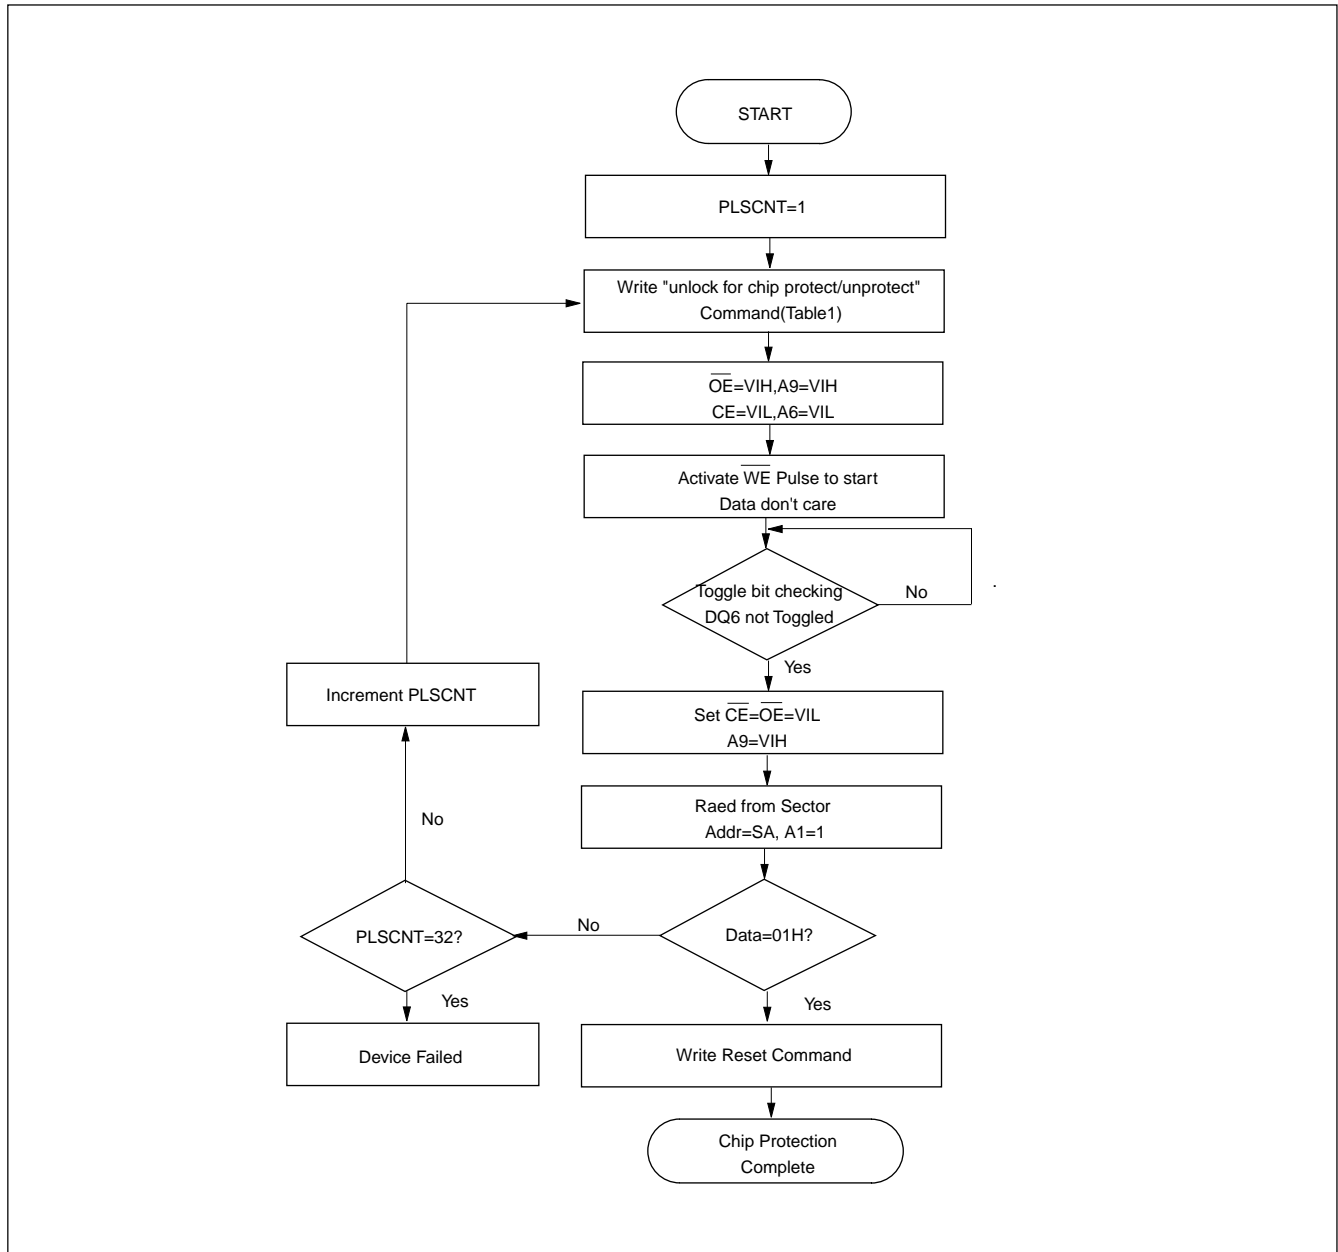 START
PLSCNT=1
Write "unlock for chip protect/unprotect"
Command(Table1)
OE=VIH,A9=VIH
CE=VIL,A6=VIL
Activate WE Pulse to start
Data don't care
Toggle bit checking
DQ6 not Toggled
No
Yes
Increment PLSCNT
Set CE=OE=VIL
A9=VIH
Raed from Sector
Addr=SA, A1=1
No
PLSCNT=32?
No
Data=01H?
Yes
Yes
Device Failed
Write Reset Command
Chip Protection
Complete